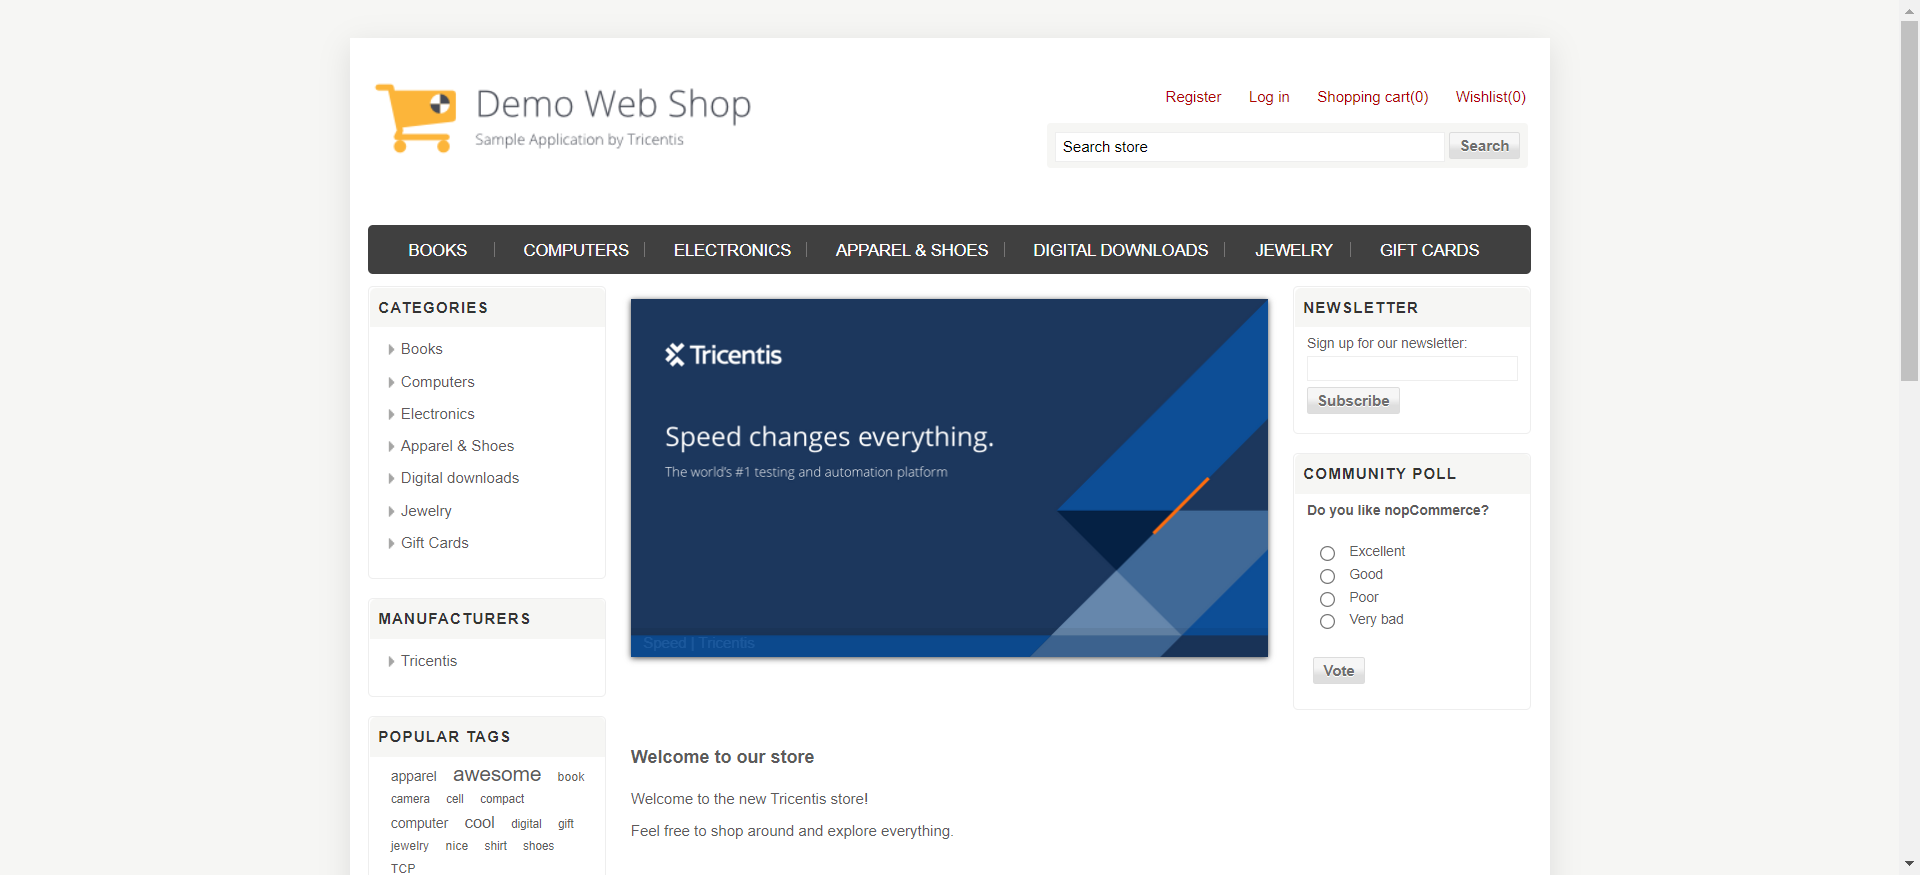 Demo Web Shop
Sample Application by Tricentis
Register Log in Shopping cart(0) Wishlist(0)
Search store Search
BOOKS COMPUTERS ELECTRONICS APPAREL & SHOES DIGITAL DOWNLOADS JEWELRY GIFT CARDS
CATEGORIES
Books
Computers
Electronics
Apparel & Shoes
Digital downloads
Jewelry
Gift Cards
MANUFACTURERS
Tricentis
POPULAR TAGS
apparel awesome book
camera cell compact
computer cool digital gift
jewelry nice shirt shoes
TCP
Tricentis
Speed changes everything.
The world's #1 testing and automation platform
Speed | Tricentis
Welcome to our store
Welcome to the new Tricentis store!
Feel free to shop around and explore everything.
NEWSLETTER
Sign up for our newsletter:
Subscribe
COMMUNITY POLL
Do you like nopCommerce?
Excellent
Good
Poor
Very bad
Vote